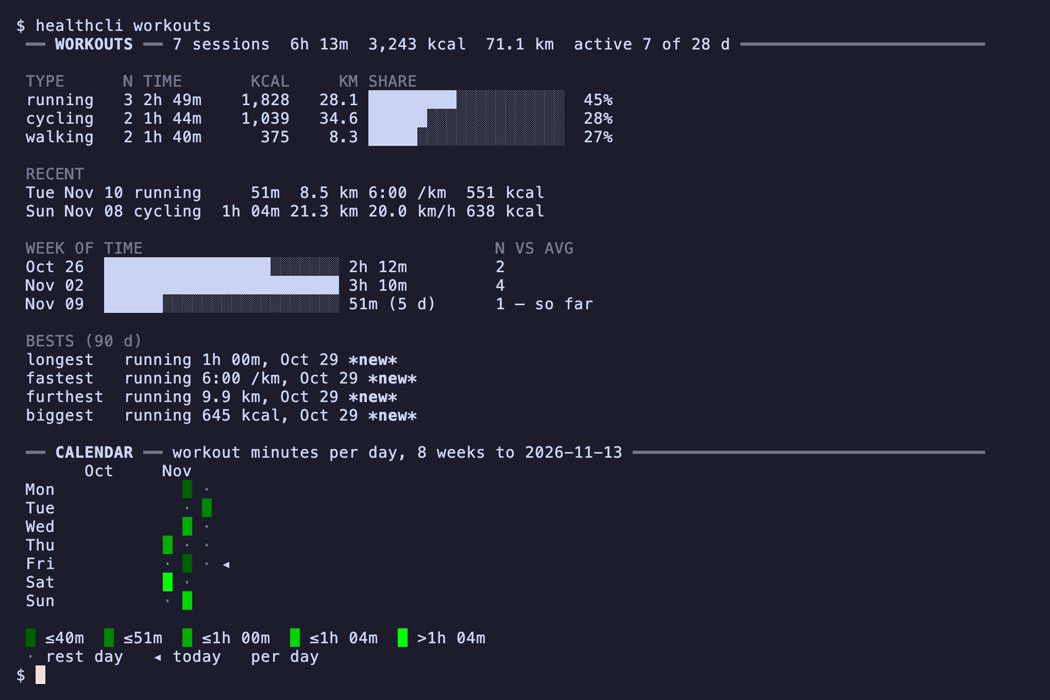 $ healthcli workouts
WORKOUTS 7 sessions 6h 13m 3,243 kcal 71.1 km active 7 of 28 d
TYPE N TIME KCAL KM SHARE
running 3 2h 49m 1,828 28.1 45%
cycling 2 1h 44m 1,039 34.6 28%
walking 2 1h 40m 375 8.3 27%
RECENT
Tue Nov 10 running 51m 8.5 km 6:00 /km 551 kcal
Sun Nov 08 cycling 1h 04m 21.3 km 20.0 km/h 638 kcal
WEEK OF TIME N VS AVG
Oct 26 2h 12m 2
Nov 02 3h 10m 4
Nov 09 51m (5 d) 1 — so far
BESTS (90 d)
longest running 1h 00m, Oct 29 *new*
fastest running 6:00 /km, Oct 29 *new*
furthest running 9.9 km, Oct 29 *new*
biggest running 645 kcal, Oct 29 *new*
CALENDAR workout minutes per day, 8 weeks to 2026-11-13
Oct Nov
Mon
Tue
Wed
Thu
Fri ◂
Sat
Sun
≤40m ≤51m ≤1h 00m ≤1h 04m >1h 04m
· rest day ◂ today per day
$